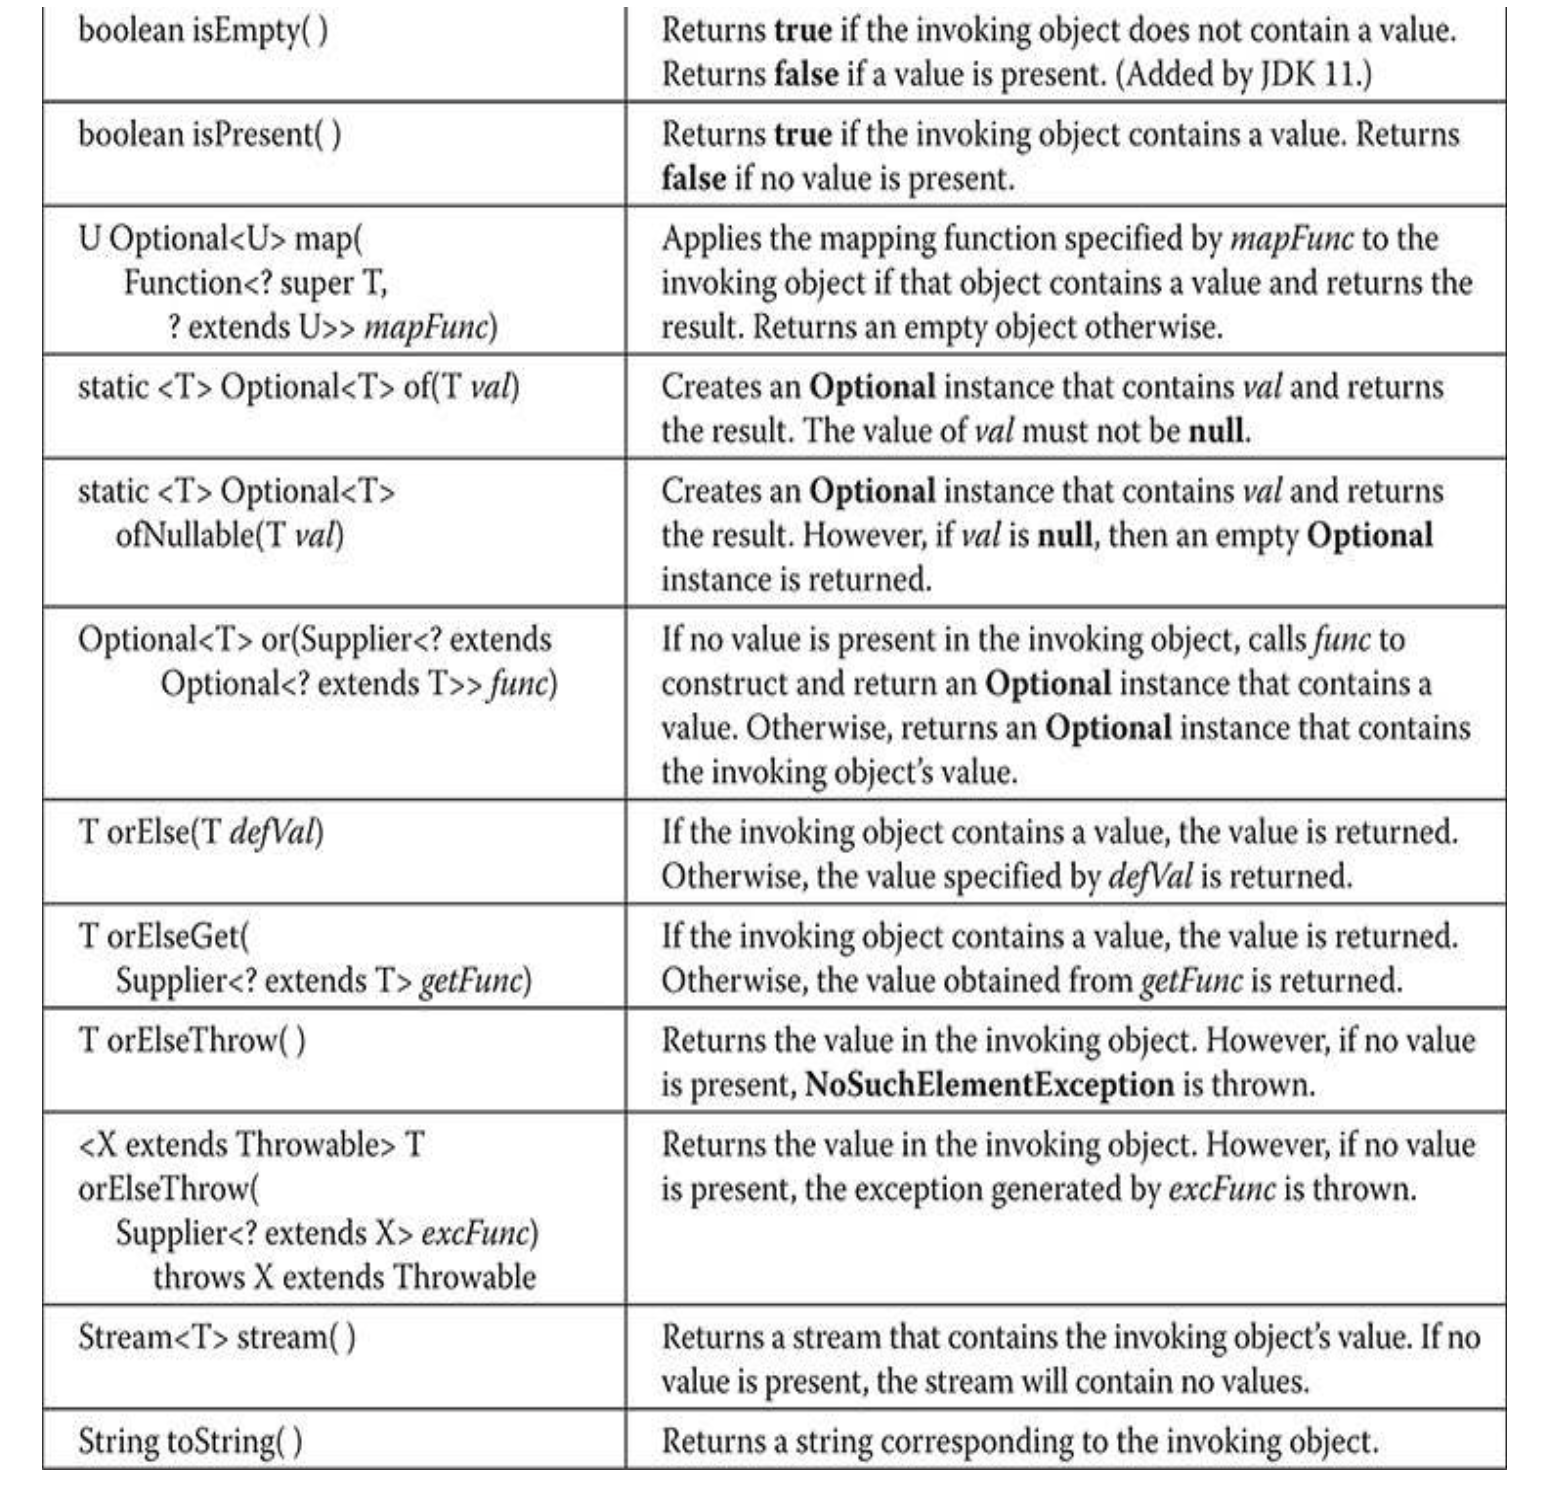 boolean isEmpty( )
Returns true if the invoking object does not contain a value.
Returns false if a value is present. (Added by JDK 11.)
boolean isPresent( )
Returns true if the invoking object contains a value. Returns
false if no value is present.
U Optional<U> map(
Function<? super T,
? extends U>> mapFunc)
Applies the mapping function specified by mapFunc to the
invoking object if that object contains a value and returns the
result. Returns an empty object otherwise.
static <T> Optional<T> of(T val)
Creates an Optional instance that contains val and returns
the result. The value of val must not be null.
static <T> Optional<T>
ofNullable(T val)
Creates an Optional instance that contains val and returns
the result. However, if val is null, then an empty Optional
instance is returned.
Optional<T> or(Supplier<? extends
Optional<? extends T>> func)
If no value is present in the invoking object, calls func to
construct and return an Optional instance that contains a
value. Otherwise, returns an Optional instance that contains
the invoking object's value.
T orElse(T defVal)
If the invoking object contains a value, the value is returned.
Otherwise, the value specified by defVal is returned.
T orElseGet(
Supplier<? extends T> getFunc)
If the invoking object contains a value, the value is returned.
Otherwise, the value obtained from getFunc is returned.
T orElseThrow( )
Returns the value in the invoking object. However, if no value
is present, NoSuchElementException is thrown.
<X extends Throwable> T
orElseThrow(
Supplier<? extends X> excFunc)
throws X extends Throwable
Returns the value in the invoking object. However, if no value
is present, the exception generated by excFunc is thrown.
Stream<T> stream( )
Returns a stream that contains the invoking object's value. If no
value is present, the stream will contain no values.
String toString( )
Returns a string corresponding to the invoking object.